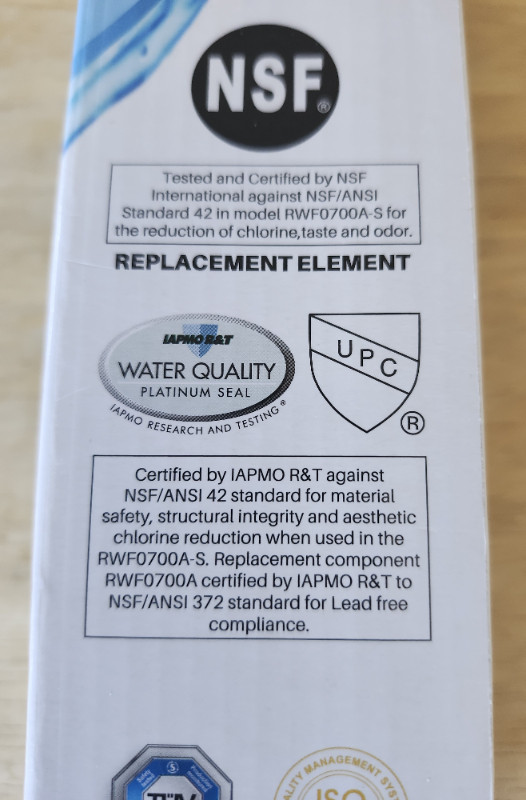 NSF®
Tested and Certified by NSF
International against NSF/ANSI
Standard 42 in model RWF0700A-S for
the reduction of chlorine,taste and odor.
REPLACEMENT ELEMENT
IAPMO R&T
WATER QUALITY
PLATINUM SEAL
IAPMO RESEARCH AND TESTING®
UPC
®
Certified by IAPMO R&T against
NSF/ANSI 42 standard for material
safety, structural integrity and aesthetic
chlorine reduction when used in the
RWF0700A-S. Replacement component
RWF0700A certified by IAPMO R&T to
NSF/ANSI 372 standard for Lead free
compliance.
TÜV
MANAGEMENT
ISO